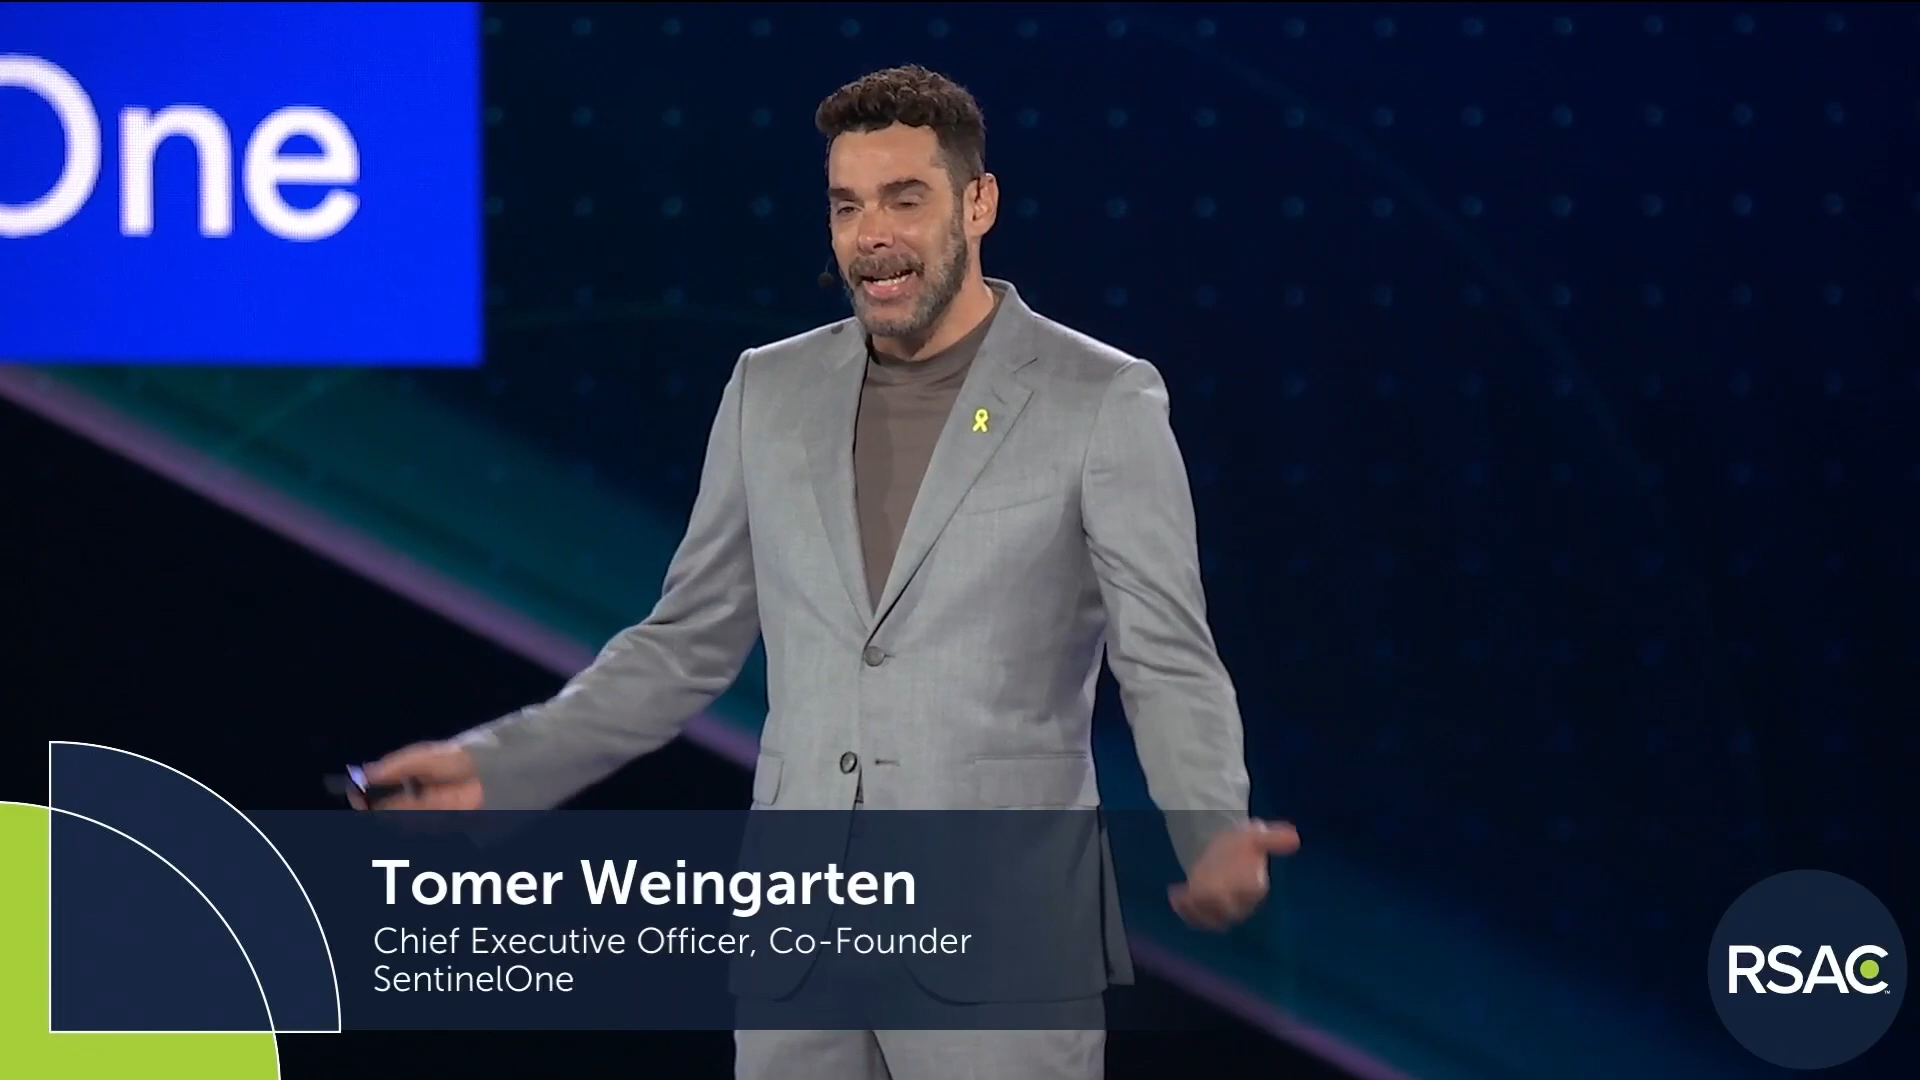 One
Tomer Weingarten
Chief Executive Officer, Co-Founder
SentinelOne
RSAC